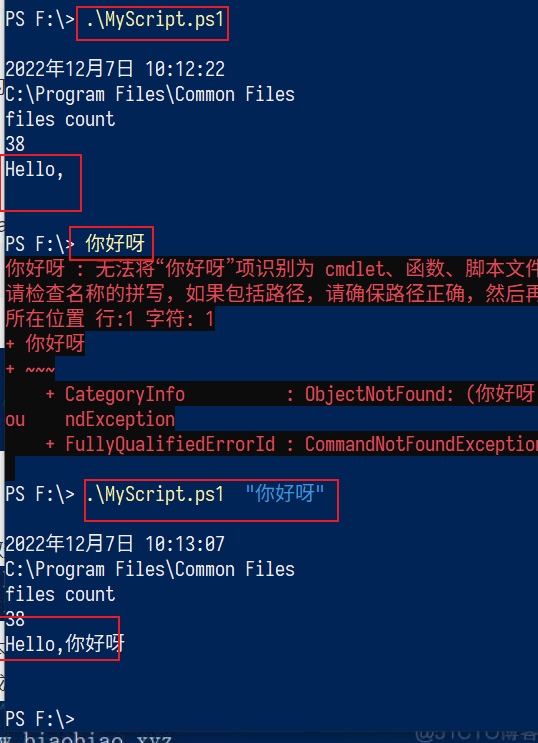 PS F:\> .\MyScript.ps1
2022年12月7日 10:12:22
C:\Program Files\Common Files
files count
38
Hello,
PS F:\> 你好呀
你好呀 : 无法将“你好呀”项识别为 cmdlet、函数、脚本文件
请检查名称的拼写，如果包括路径，请确保路径正确，然后再
所在位置 行:1 字符: 1
+ 你好呀
+ ~~~
+ CategoryInfo : ObjectNotFound: (你好呀
ou ndException
+ FullyQualifiedErrorId : CommandNotFoundException
PS F:\> .\MyScript.ps1 "你好呀"
2022年12月7日 10:13:07
C:\Program Files\Common Files
files count
38
Hello,你好呀
PS F:\>
@51CTO博客
w.biaobiao.xyz